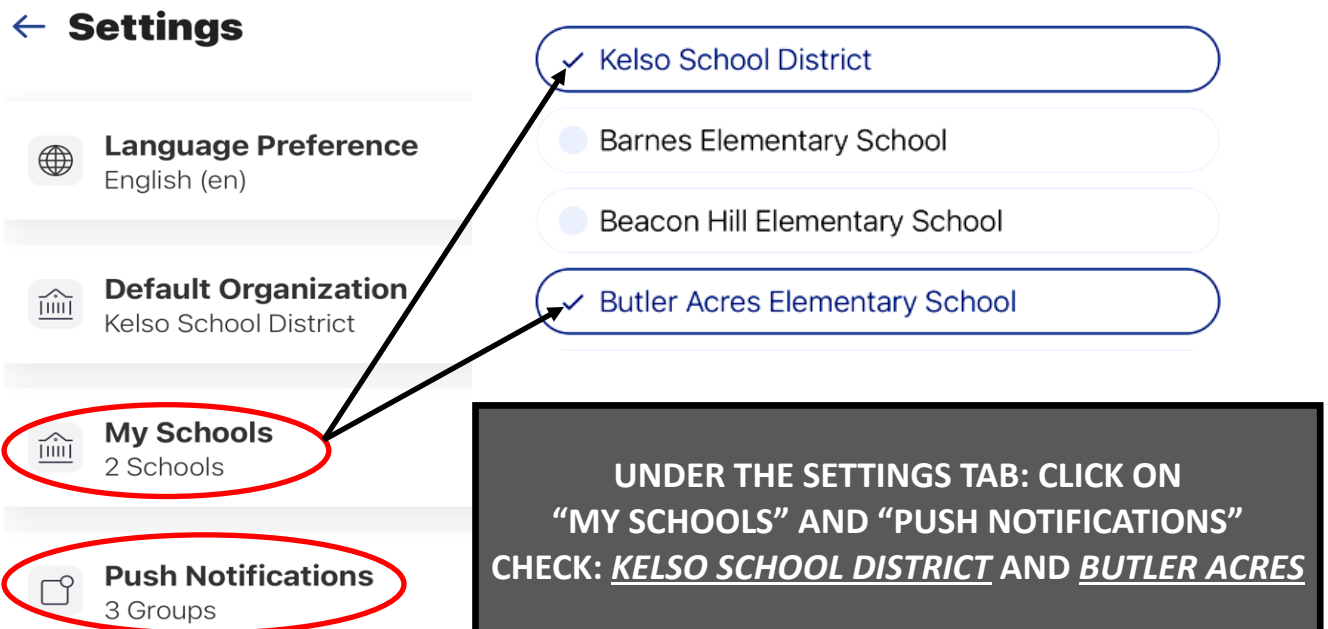 ← Settings
Language Preference
English (en)
Default Organization
Kelso School District
My Schools
2 Schools
Push Notifications
3 Groups
Kelso School District
Barnes Elementary School
Beacon Hill Elementary School
Butler Acres Elementary School
UNDER THE SETTINGS TAB: CLICK ON
“MY SCHOOLS” AND “PUSH NOTIFICATIONS”
CHECK: KELSO SCHOOL DISTRICT AND BUTLER ACRES